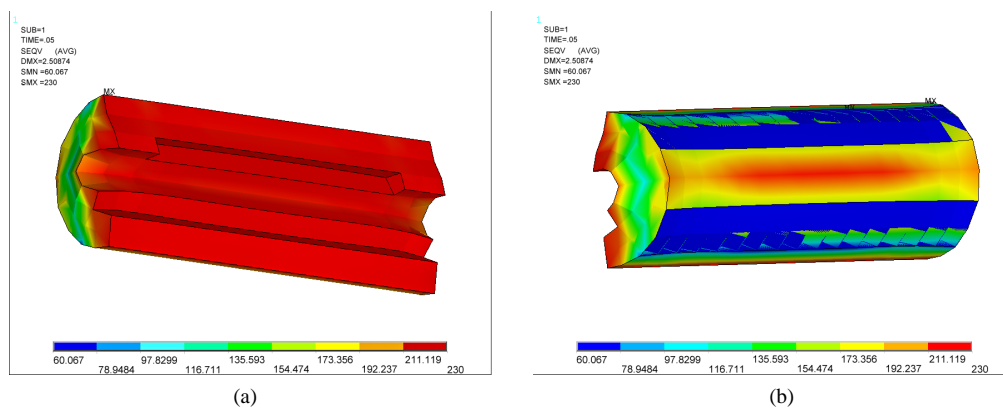 1
SUB=1
TIME=.05
SEQV (AVG)
DMX=2.50874
SMN =60.067
SMX =230
MX
60.067 97.8299 135.593 173.356 211.119
78.9484 116.711 154.474 192.237 230
(a)
1
SUB=1
TIME=.05
SEQV (AVG)
DMX=2.50874
SMN =60.067
SMX =230
MX
60.067 97.8299 135.593 173.356 211.119
78.9484 116.711 154.474 192.237 230
(b)